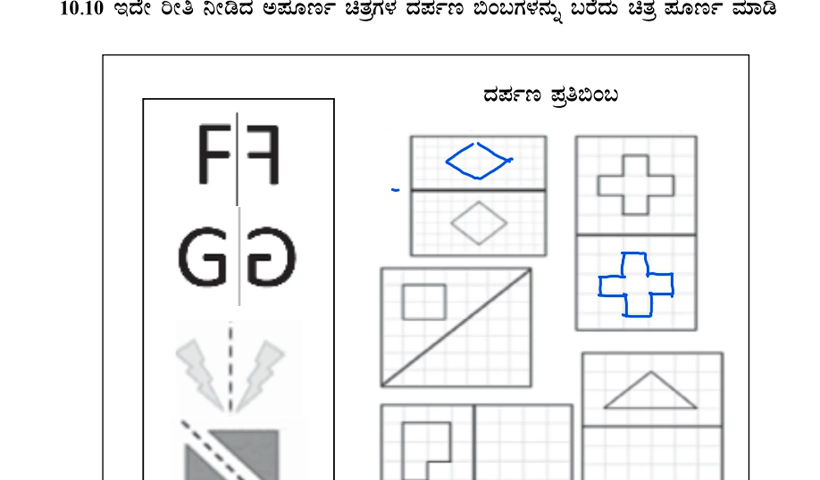 10.10 ಇದೇ ರೀತಿ ನೀಡಿದ ಅಪೂರ್ಣ ಚಿತ್ರಗಳ ದರ್ಪಣ ಬಿಂಬಗಳನ್ನು ಬರೆದು ಚಿತ್ರ ಪೂರ್ಣ ಮಾಡಿ
ದರ್ಪಣ ಪ್ರತಿಬಿಂಬ
F
G